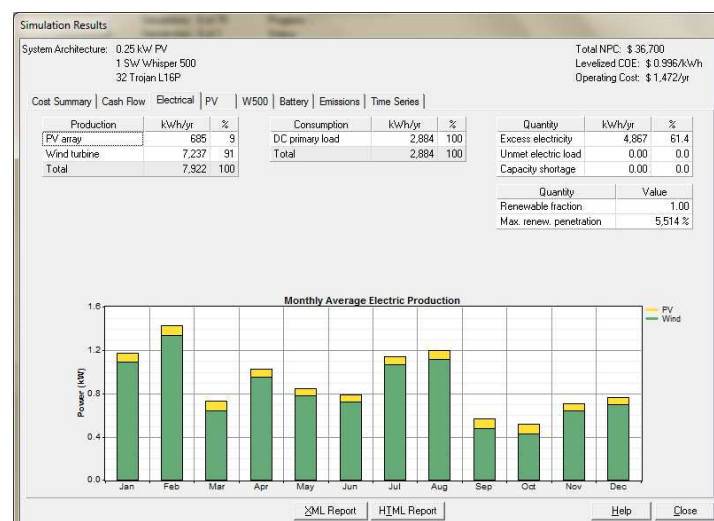 Simulation Results
System Architecture: 0.25 kW PV
1 SW Whisper 500
32 Trojan L16P
Total NPC: $ 36,700
Levelized COE: $ 0.996/kWh
Operating Cost: $ 1,472/yr
Cost Summary Cash Flow Electrical PV W500 Battery Emissions Time Series
Production kWh/yr %
PV array 685 9
Wind turbine 7,237 91
Total 7,922 100
Consumption kWh/yr %
DC primary load 2,884 100
Total 2,884 100
Quantity kWh/yr %
Excess electricity 4,867 61.4
Unmet electric load 0.00 0.0
Capacity shortage 0.00 0.0
Quantity Value
Renewable fraction 1.00
Max. renew. penetration 5,514 %
Monthly Average Electric Production
Power (kW)
1.6
1.2
0.8
0.4
0.0
Jan Feb Mar Apr May Jun Jul Aug Sep Oct Nov Dec
PV
Wind
XML Report HTML Report Help Close